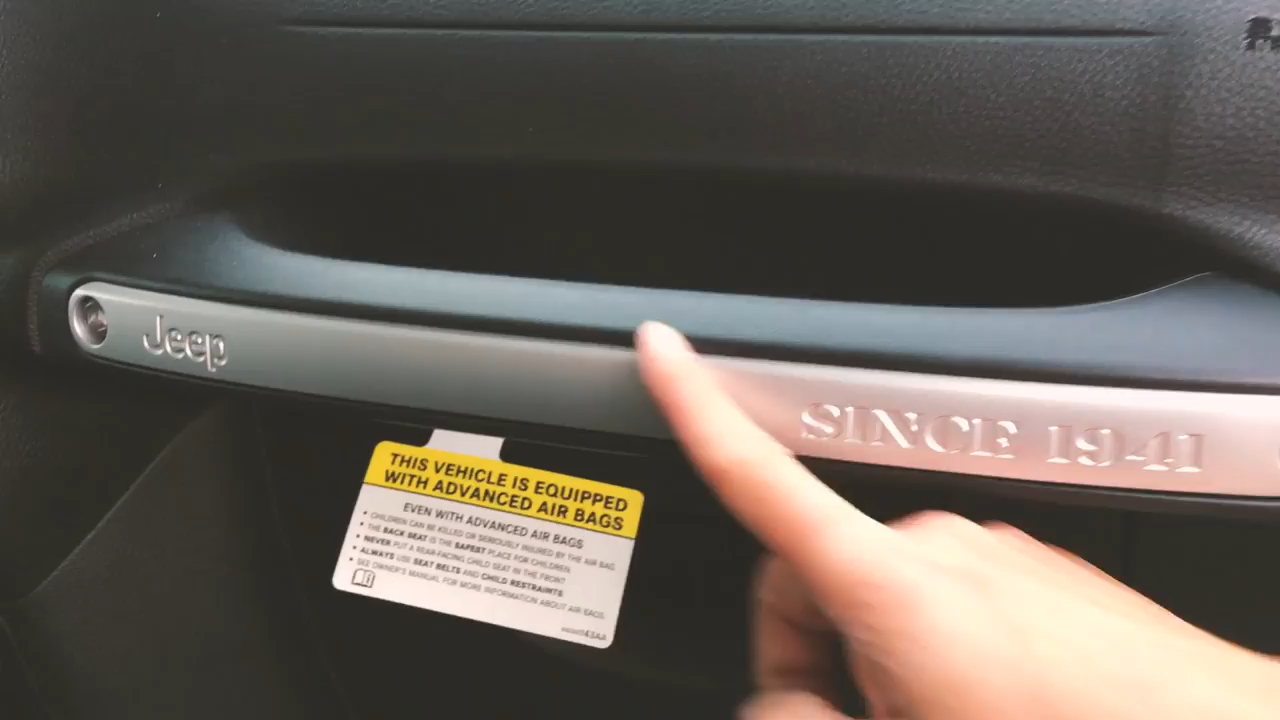 Jeep
SINCE 1941
THIS VEHICLE IS EQUIPPED
WITH ADVANCED AIR BAGS
EVEN WITH ADVANCED AIR BAGS
• CHILDREN CAN BE KILLED OR SERIOUSLY INJURED BY THE AIR BAG
• THE BACK SEAT IS THE SAFEST PLACE FOR CHILDREN.
• NEVER PUT A REAR-FACING CHILD SEAT IN THE FRONT
• ALWAYS USE SEAT BELTS AND CHILD RESTRAINTS
• SEE OWNER'S MANUAL FOR MORE INFORMATION ABOUT AIR BAGS.